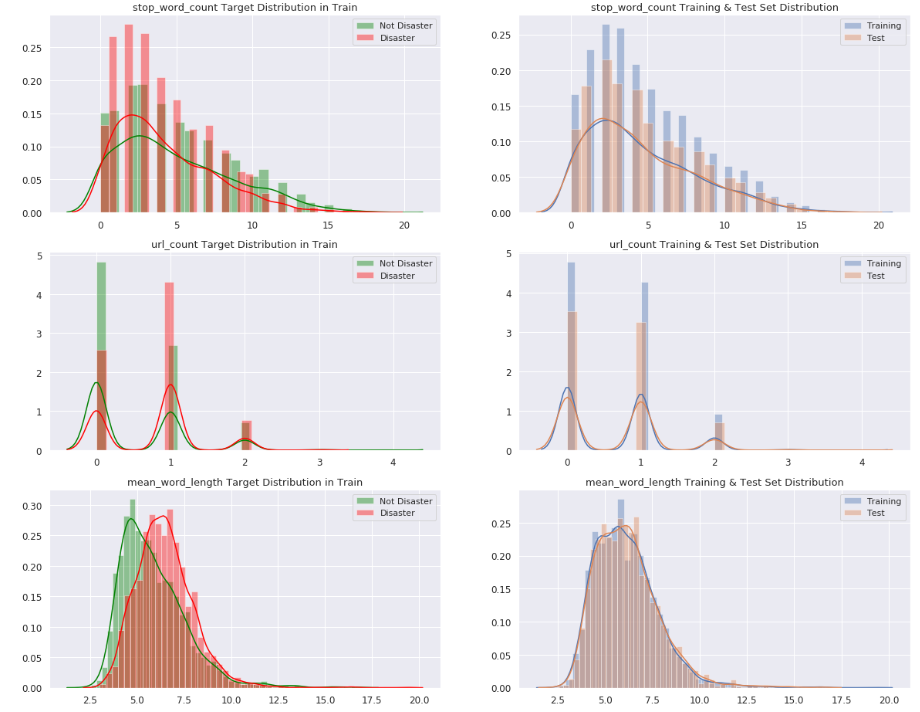 stop_word_count Target Distribution in Train
Not Disaster
Disaster
0.25
0.20
0.15
0.10
0.05
0.00
0 5 10 15 20
stop_word_count Training & Test Set Distribution
Training
Test
0.25
0.20
0.15
0.10
0.05
0.00
0 5 10 15 20
url_count Target Distribution in Train
Not Disaster
Disaster
5
4
3
2
1
0
0 1 2 3 4
url_count Training & Test Set Distribution
Training
Test
5
4
3
2
1
0
0 1 2 3 4
mean_word_length Target Distribution in Train
Not Disaster
Disaster
0.30
0.25
0.20
0.15
0.10
0.05
0.00
2.5 5.0 7.5 10.0 12.5 15.0 17.5 20.0
mean_word_length Training & Test Set Distribution
Training
Test
0.25
0.20
0.15
0.10
0.05
0.00
2.5 5.0 7.5 10.0 12.5 15.0 17.5 20.0